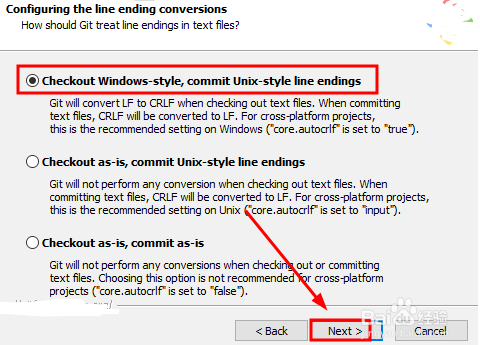 Configuring the line ending conversions
How should Git treat line endings in text files?
Checkout Windows-style, commit Unix-style line endings
Git will convert LF to CRLF when checking out text files. When committing
text files, CRLF will be converted to LF. For cross-platform projects,
this is the recommended setting on Windows ("core.autocrlf" is set to "true").
Checkout as-is, commit Unix-style line endings
Git will not perform any conversion when checking out text files. When
committing text files, CRLF will be converted to LF. For cross-platform projects,
this is the recommended setting on Unix ("core.autocrlf" is set to "input").
Checkout as-is, commit as-is
Git will not perform any conversions when checking out or committing
text files. Choosing this option is not recommended for cross-platform
projects ("core.autocrlf" is set to "false").
< Back
Next >
Cancel
Baidu经验